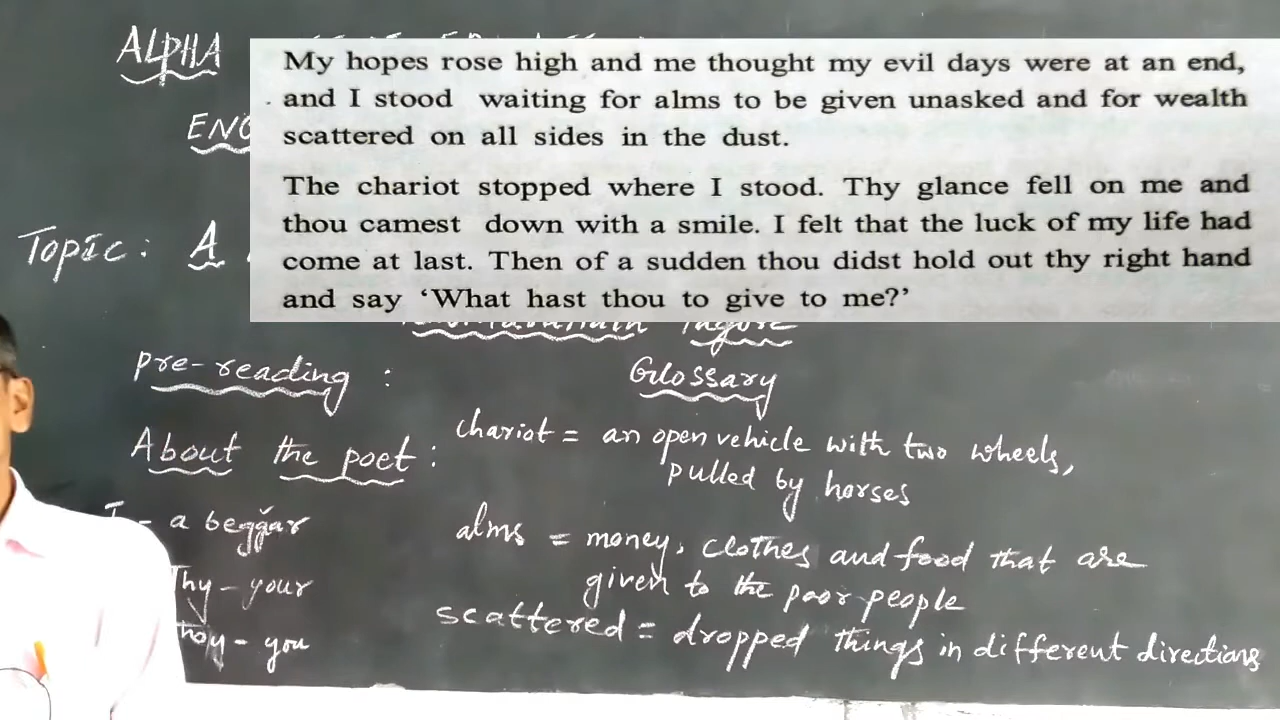 ALPHA
My hopes rose high and me thought my evil days were at an end,
and I stood waiting for alms to be given unasked and for wealth
scattered on all sides in the dust.
The chariot stopped where I stood. Thy glance fell on me and
thou camest down with a smile. I felt that the luck of my life had
come at last. Then of a sudden thou didst hold out thy right hand
and say ‘What hast thou to give to me?’
Topic: A
Tagore
Pre-reading :
Glossary
About the poet :
chariot = an open vehicle with two wheels,
pulled by horses
I - a beggar
alms = money, clothes and food that are
given to the poor people
Thy - your
thou - you
scattered = dropped things in different directions